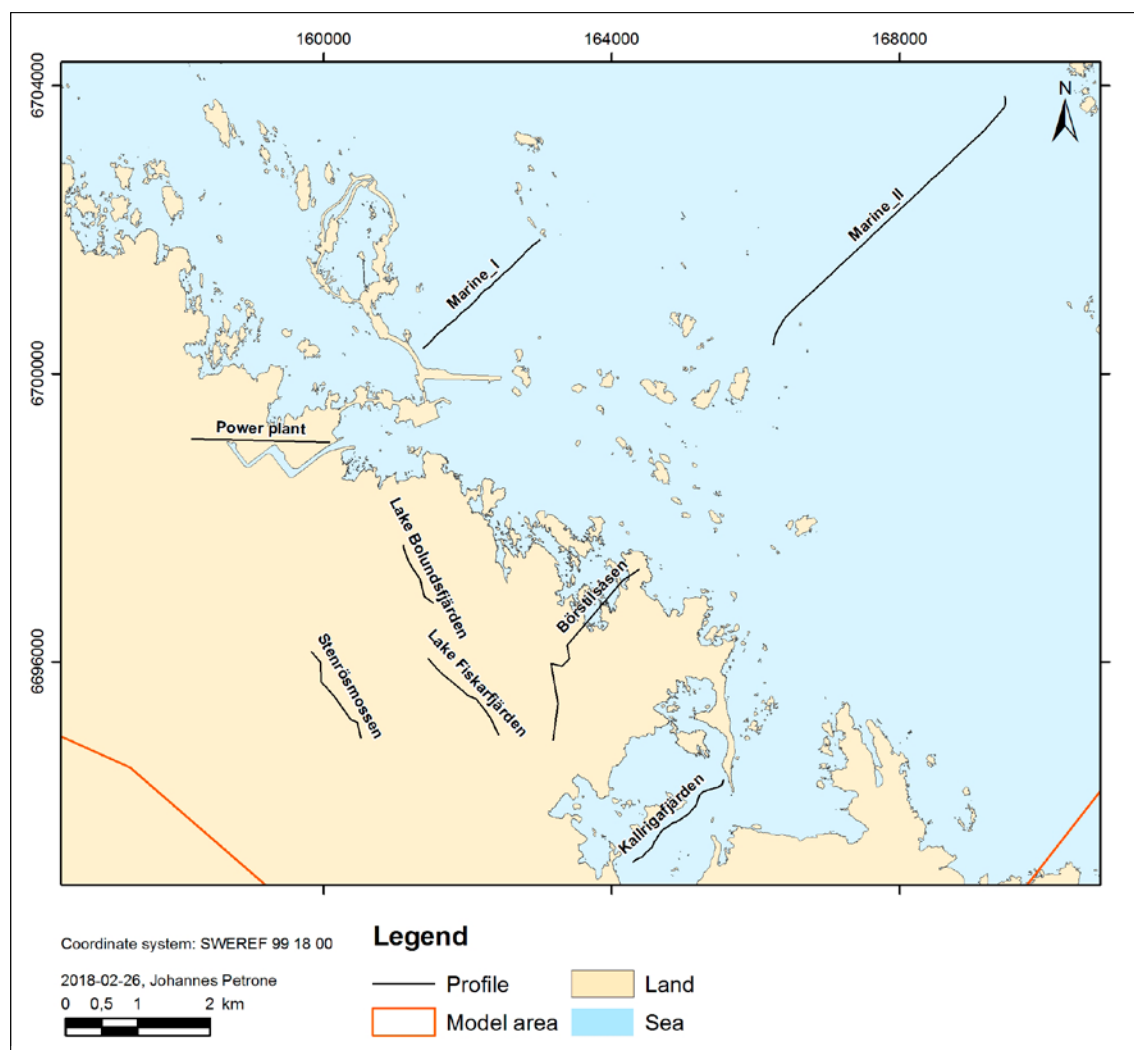 160000
164000
168000
6704000
N
Marine_II
Marine_I
6700000
Power plant
Lake Bolundsfjärden
Börstilsåsen
6696000
Stenrösmossen
Lake Fiskarfjärden
Kallrigafjärden
Coordinate system: SWEREF 99 18 00
2018-02-26, Johannes Petrone
0 0,5 1 2 km
Legend
Profile
Land
Model area
Sea